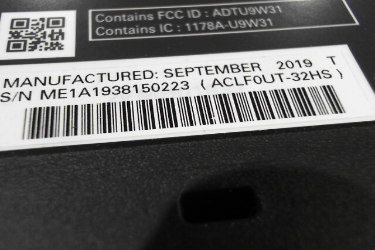 Contains FCC ID : ADTU9W31
Contains IC : 1178A-U9W31
MANUFACTURED: SEPTEMBER 2019 T
S/N ME1A1938150223 ( ACLF0UT-32HS )